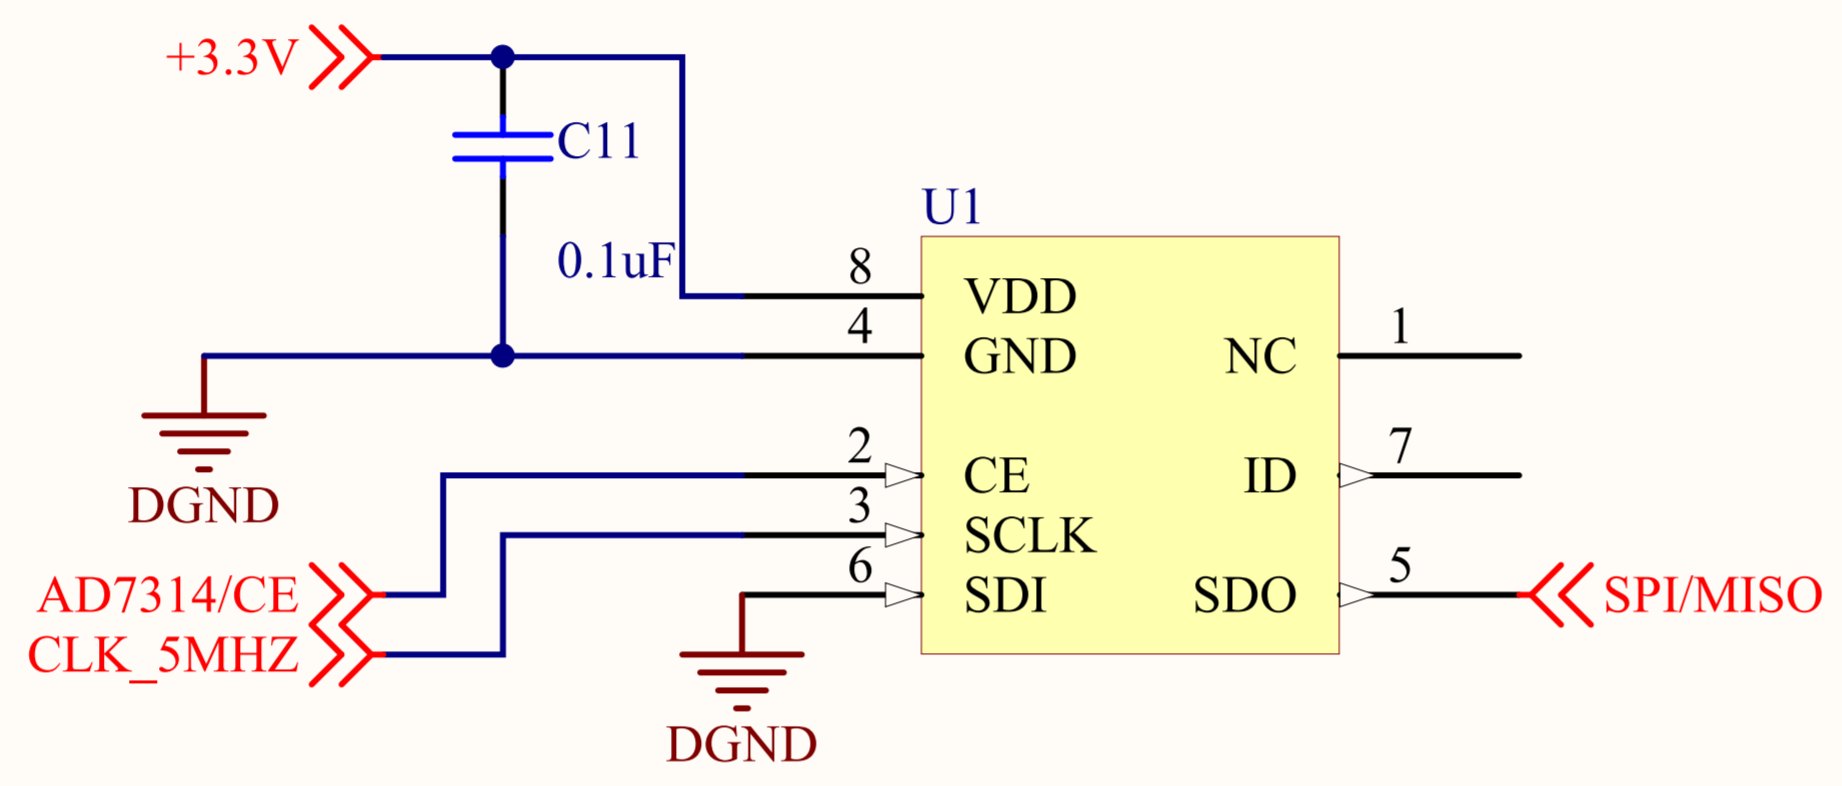 +3.3V
C11
0.1uF
U1
8 VDD
4 GND
NC 1
2 CE
ID 7
3 SCLK
6 SDI
SDO 5
DGND
AD7314/CE
SPI/MISO
CLK_5MHZ
DGND